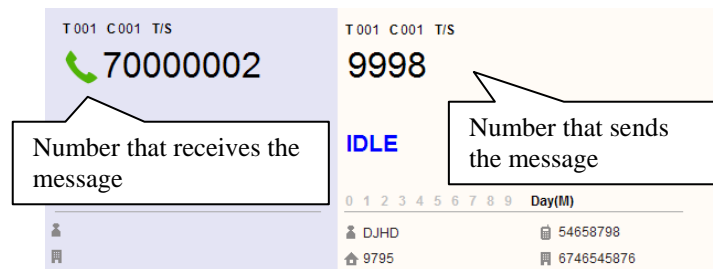 T 001 C 001 T/S
70000002
Number that receives the
message
T 001 C 001 T/S
9998
Number that sends
the message
IDLE
0 1 2 3 4 5 6 7 8 9 Day(M)
DJHD 54658798
9795 6746545876